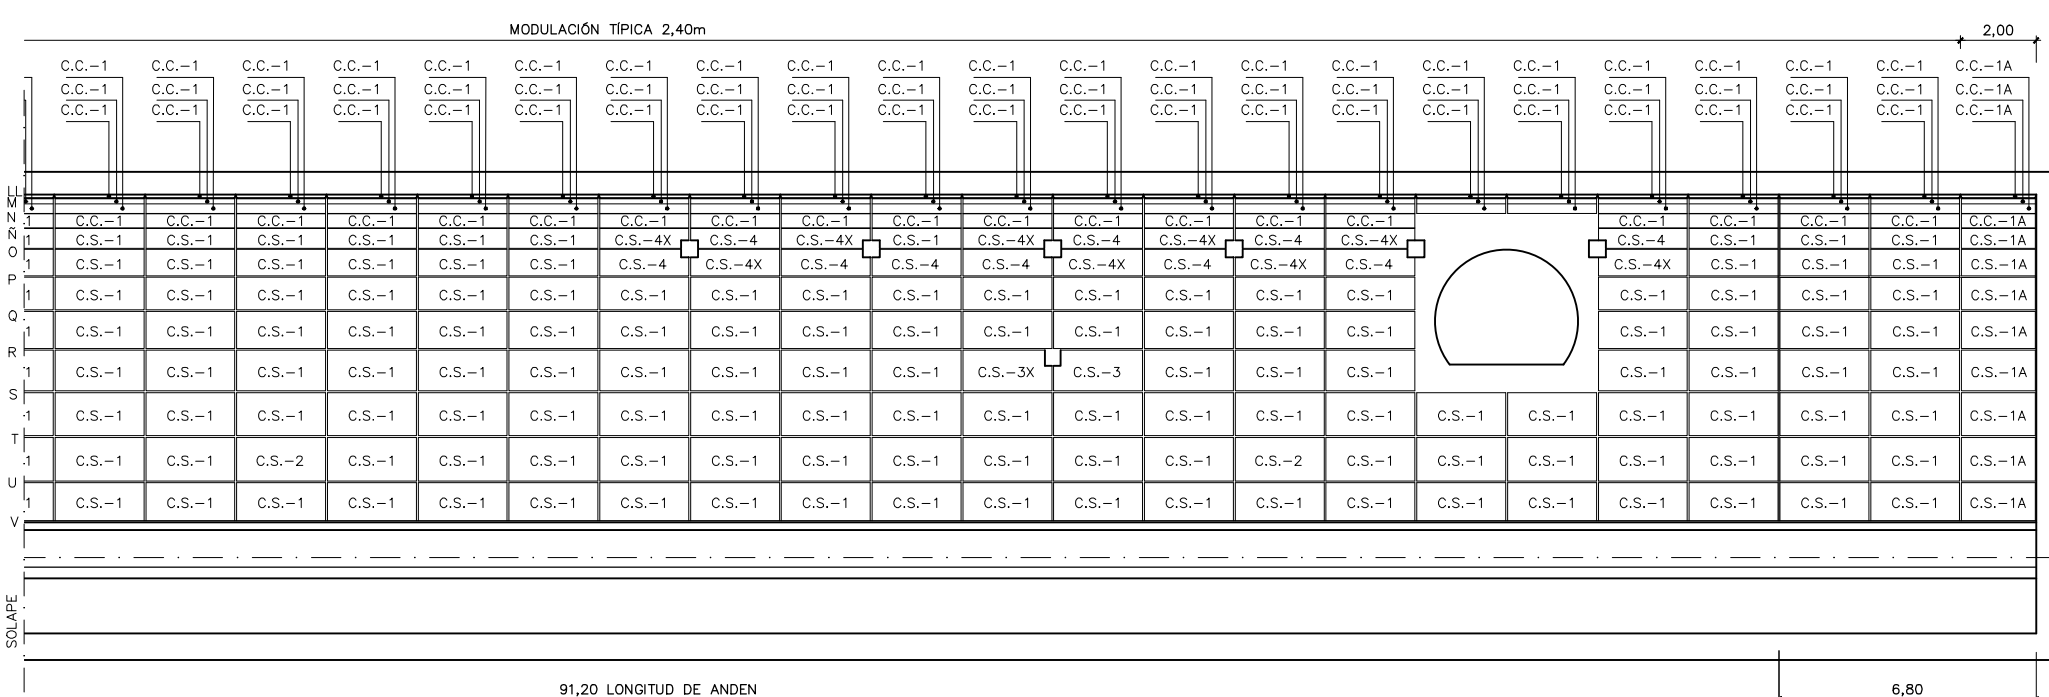 MODULACIÓN TÍPICA 2,40m 2,00
C.C.-1 C.C.-1 C.C.-1 C.C.-1 C.C.-1 C.C.-1 C.C.-1 C.C.-1 C.C.-1 C.C.-1 C.C.-1 C.C.-1 C.C.-1 C.C.-1 C.C.-1 C.C.-1 C.C.-1 C.C.-1 C.C.-1 C.C.-1 C.C.-1 C.C.-1A
C.C.-1 C.C.-1 C.C.-1 C.C.-1 C.C.-1 C.C.-1 C.C.-1 C.C.-1 C.C.-1 C.C.-1 C.C.-1 C.C.-1 C.C.-1 C.C.-1 C.C.-1 C.C.-1 C.C.-1 C.C.-1 C.C.-1 C.C.-1 C.C.-1 C.C.-1A
C.C.-1 C.C.-1 C.C.-1 C.C.-1 C.C.-1 C.C.-1 C.C.-1 C.C.-1 C.C.-1 C.C.-1 C.C.-1 C.C.-1 C.C.-1 C.C.-1 C.C.-1 C.C.-1 C.C.-1 C.C.-1 C.C.-1 C.C.-1 C.C.-1 C.C.-1A
LL
M
N 1 C.C.-1 C.C.-1 C.C.-1 C.C.-1 C.C.-1 C.C.-1 C.C.-1 C.C.-1 C.C.-1 C.C.-1 C.C.-1 C.C.-1 C.C.-1 C.C.-1 C.C.-1 C.C.-1 C.C.-1 C.C.-1 C.C.-1 C.C.-1A
Ñ 1 C.S.-1 C.S.-1 C.S.-1 C.S.-1 C.S.-1 C.S.-1 C.S.-4X C.S.-4 C.S.-4X C.S.-1 C.S.-4X C.S.-4 C.S.-4X C.S.-4 C.S.-4X C.S.-4 C.S.-1 C.S.-1 C.S.-1 C.S.-1A
O 1 C.S.-1 C.S.-1 C.S.-1 C.S.-1 C.S.-1 C.S.-1 C.S.-4 C.S.-4X C.S.-4 C.S.-4 C.S.-4 C.S.-4X C.S.-4 C.S.-4X C.S.-4 C.S.-4X C.S.-1 C.S.-1 C.S.-1 C.S.-1A
P 1 C.S.-1 C.S.-1 C.S.-1 C.S.-1 C.S.-1 C.S.-1 C.S.-1 C.S.-1 C.S.-1 C.S.-1 C.S.-1 C.S.-1 C.S.-1 C.S.-1 C.S.-1 C.S.-1 C.S.-1 C.S.-1 C.S.-1 C.S.-1A
Q 1 C.S.-1 C.S.-1 C.S.-1 C.S.-1 C.S.-1 C.S.-1 C.S.-1 C.S.-1 C.S.-1 C.S.-1 C.S.-1 C.S.-1 C.S.-1 C.S.-1 C.S.-1 C.S.-1 C.S.-1 C.S.-1 C.S.-1 C.S.-1A
R 1 C.S.-1 C.S.-1 C.S.-1 C.S.-1 C.S.-1 C.S.-1 C.S.-1 C.S.-1 C.S.-1 C.S.-1 C.S.-3X C.S.-3 C.S.-1 C.S.-1 C.S.-1 C.S.-1 C.S.-1 C.S.-1 C.S.-1 C.S.-1A
S -1 C.S.-1 C.S.-1 C.S.-1 C.S.-1 C.S.-1 C.S.-1 C.S.-1 C.S.-1 C.S.-1 C.S.-1 C.S.-1 C.S.-1 C.S.-1 C.S.-1 C.S.-1 C.S.-1 C.S.-1 C.S.-1 C.S.-1 C.S.-1 C.S.-1 C.S.-1A
T -1 C.S.-1 C.S.-1 C.S.-2 C.S.-1 C.S.-1 C.S.-1 C.S.-1 C.S.-1 C.S.-1 C.S.-1 C.S.-1 C.S.-1 C.S.-1 C.S.-2 C.S.-1 C.S.-1 C.S.-1 C.S.-1 C.S.-1 C.S.-1 C.S.-1 C.S.-1A
U 1 C.S.-1 C.S.-1 C.S.-1 C.S.-1 C.S.-1 C.S.-1 C.S.-1 C.S.-1 C.S.-1 C.S.-1 C.S.-1 C.S.-1 C.S.-1 C.S.-1 C.S.-1 C.S.-1 C.S.-1 C.S.-1 C.S.-1 C.S.-1 C.S.-1 C.S.-1A
V
SOLAPE
91,20 LONGITUD DE ANDEN 6,80